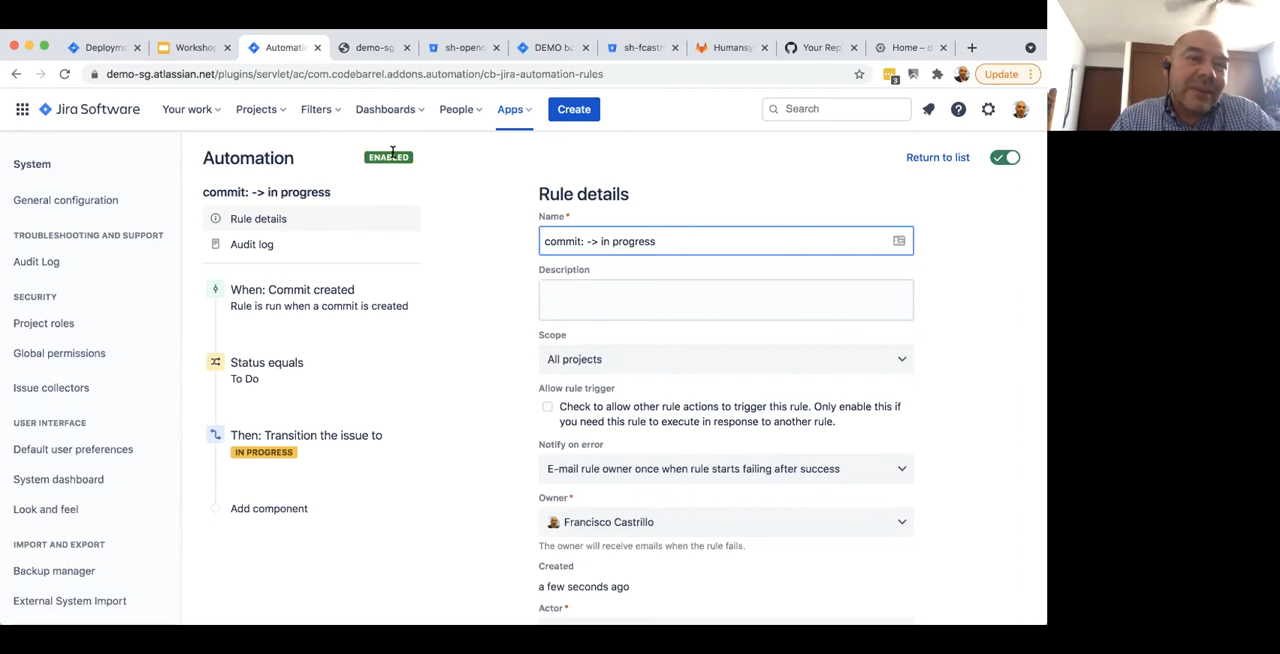 Deployme
Workshop
Automati
demo-sg
sh-openc
DEMO bo
sh-fcastri
Humansy
Your Rep
Home – d
demo-sg.atlassian.net/plugins/servlet/ac/com.codebarrel.addons.automation/cb-jira-automation-rules
3
Update
Jira Software
Your work
Projects
Filters
Dashboards
People
Apps
Create
Search
System
General configuration
TROUBLESHOOTING AND SUPPORT
Audit Log
SECURITY
Project roles
Global permissions
Issue collectors
USER INTERFACE
Default user preferences
System dashboard
Look and feel
IMPORT AND EXPORT
Backup manager
External System Import
Automation
ENABLED
Return to list
commit: -> in progress
Rule details
Audit log
When: Commit created
Rule is run when a commit is created
Status equals
To Do
Then: Transition the issue to
IN PROGRESS
Add component
Rule details
Name*
commit: -> in progress
Description
Scope
All projects
Allow rule trigger
Check to allow other rule actions to trigger this rule. Only enable this if
you need this rule to execute in response to another rule.
Notify on error
E-mail rule owner once when rule starts failing after success
Owner*
Francisco Castrillo
The owner will receive emails when the rule fails.
Created
a few seconds ago
Actor*